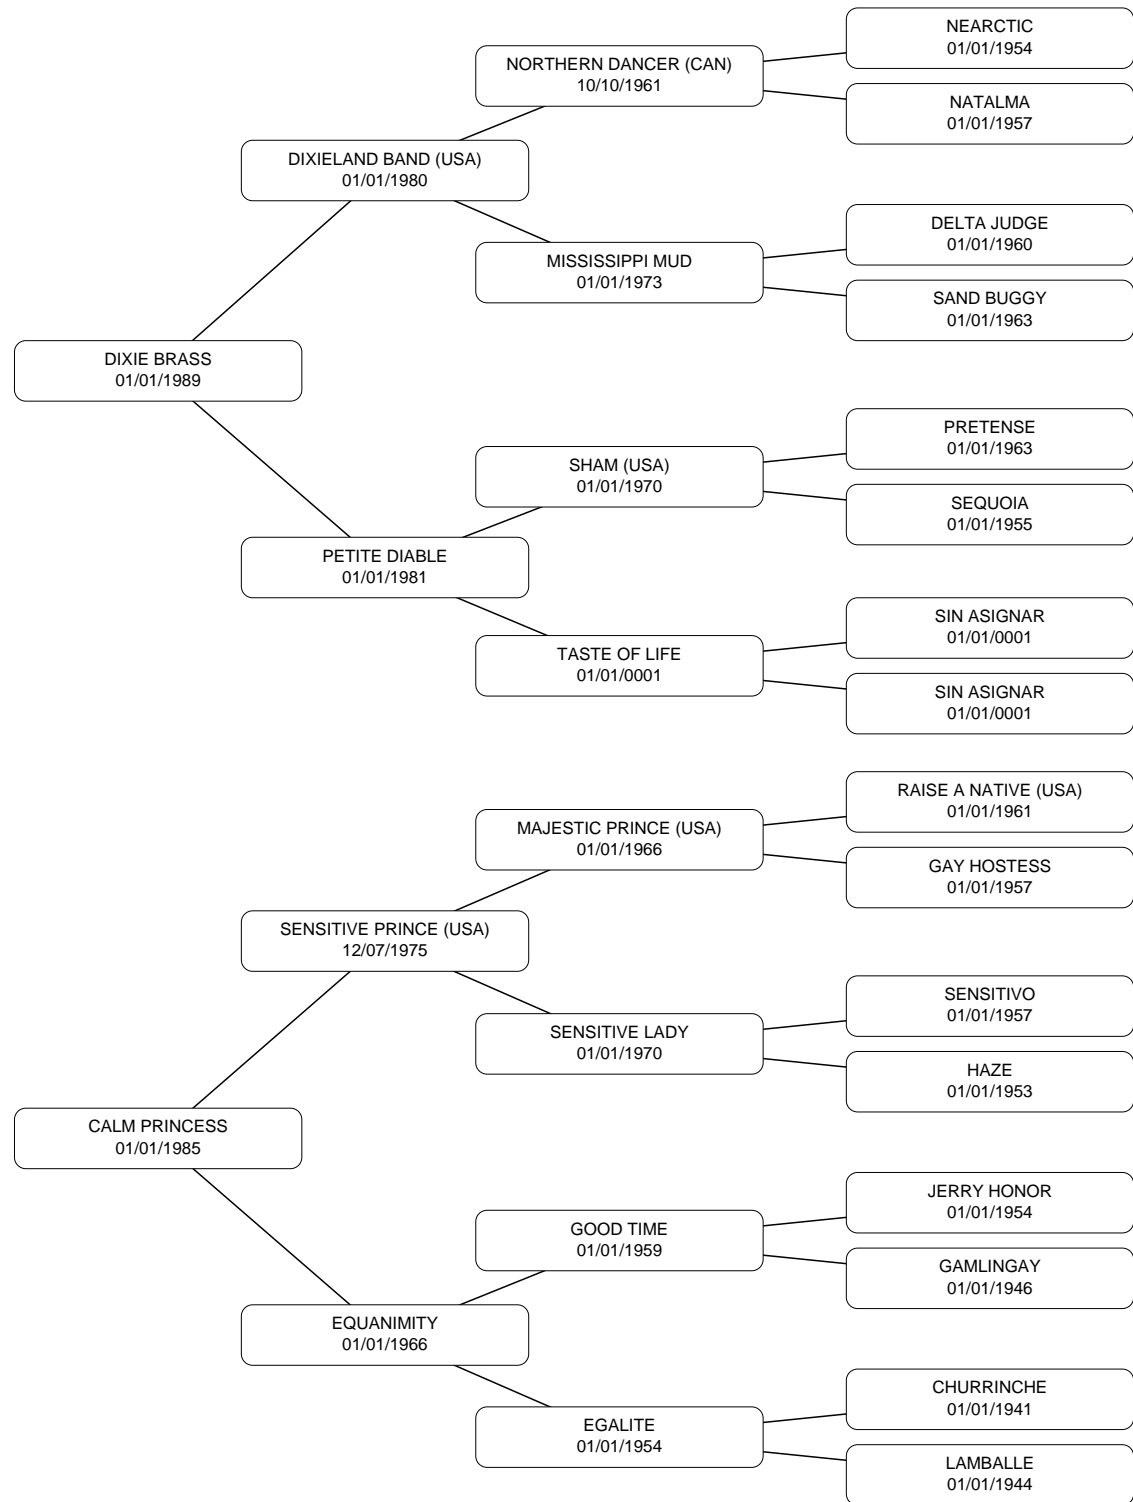 NEARCTIC
01/01/1954
NORTHERN DANCER (CAN)
10/10/1961
NATALMA
01/01/1957
DIXIELAND BAND (USA)
01/01/1980
DELTA JUDGE
01/01/1960
MISSISSIPPI MUD
01/01/1973
SAND BUGGY
01/01/1963
DIXIE BRASS
01/01/1989
PRETENSE
01/01/1963
SHAM (USA)
01/01/1970
SEQUOIA
01/01/1955
PETITE DIABLE
01/01/1981
SIN ASIGNAR
01/01/0001
TASTE OF LIFE
01/01/0001
SIN ASIGNAR
01/01/0001
RAISE A NATIVE (USA)
01/01/1961
MAJESTIC PRINCE (USA)
01/01/1966
GAY HOSTESS
01/01/1957
SENSITIVE PRINCE (USA)
12/07/1975
SENSITIVO
01/01/1957
SENSITIVE LADY
01/01/1970
HAZE
01/01/1953
CALM PRINCESS
01/01/1985
JERRY HONOR
01/01/1954
GOOD TIME
01/01/1959
GAMLINGAY
01/01/1946
EQUANIMITY
01/01/1966
CHURRINCHE
01/01/1941
EGALITE
01/01/1954
LAMBALLE
01/01/1944